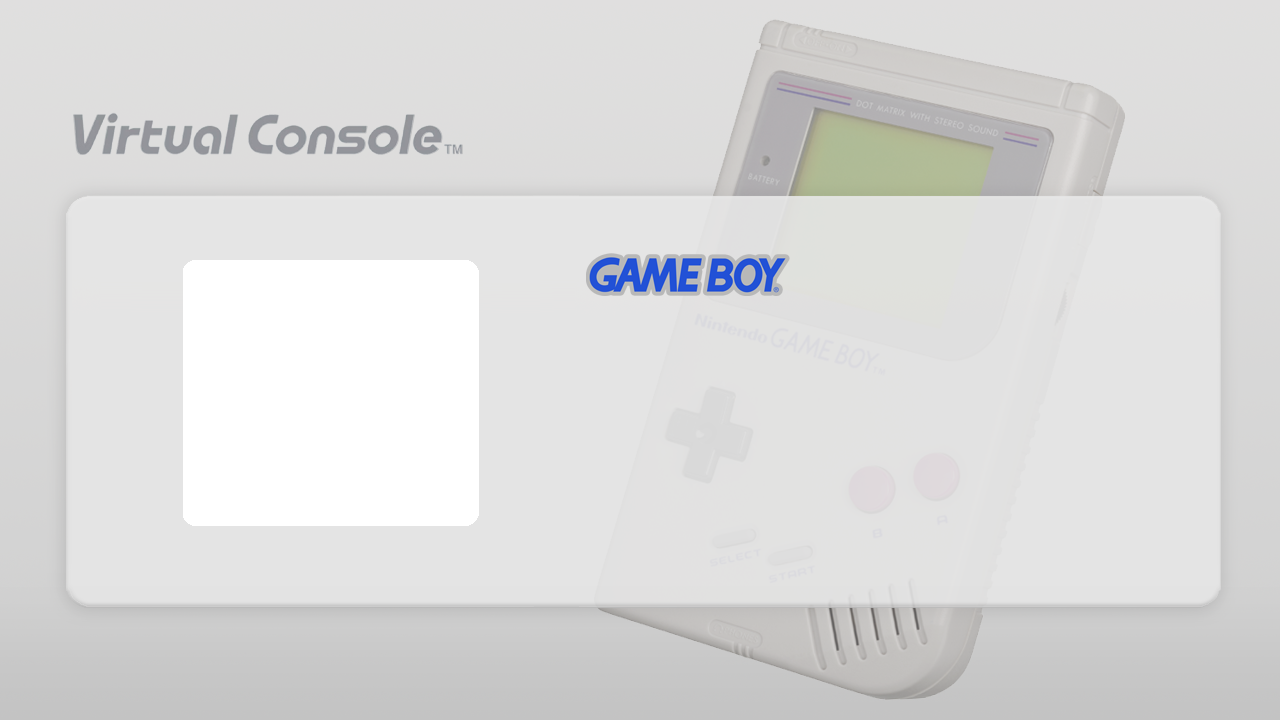 DOT MATRIX WITH STEREO SOUND
Virtual Console™
BATTERY
GAME BOY®
Nintendo GAME BOY™
B
A
SELECT
START